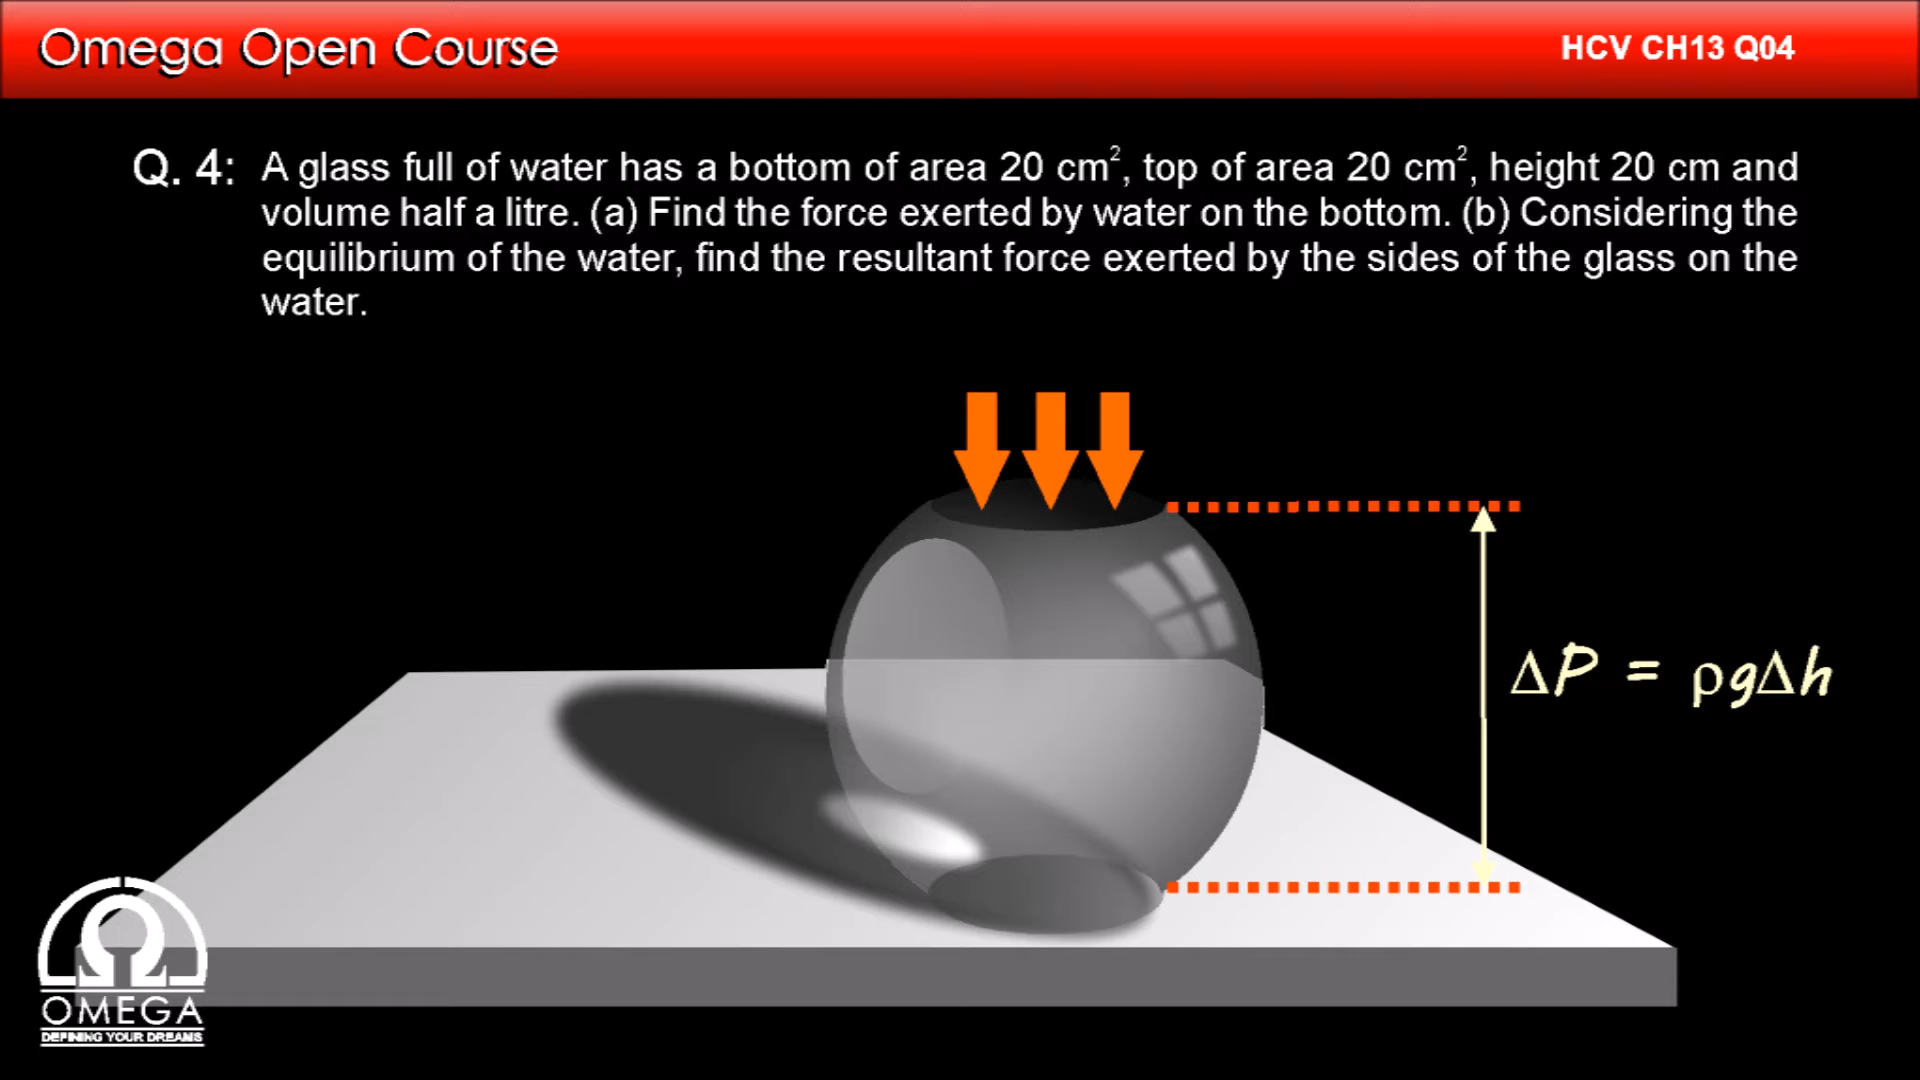 Omega Open Course
HCV CH13 Q04
Q. 4: A glass full of water has a bottom of area 20 cm², top of area 20 cm², height 20 cm and
volume half a litre. (a) Find the force exerted by water on the bottom. (b) Considering the
equilibrium of the water, find the resultant force exerted by the sides of the glass on the
water.
ΔP = ρgΔh
OMEGA
DEFINING YOUR DREAMS